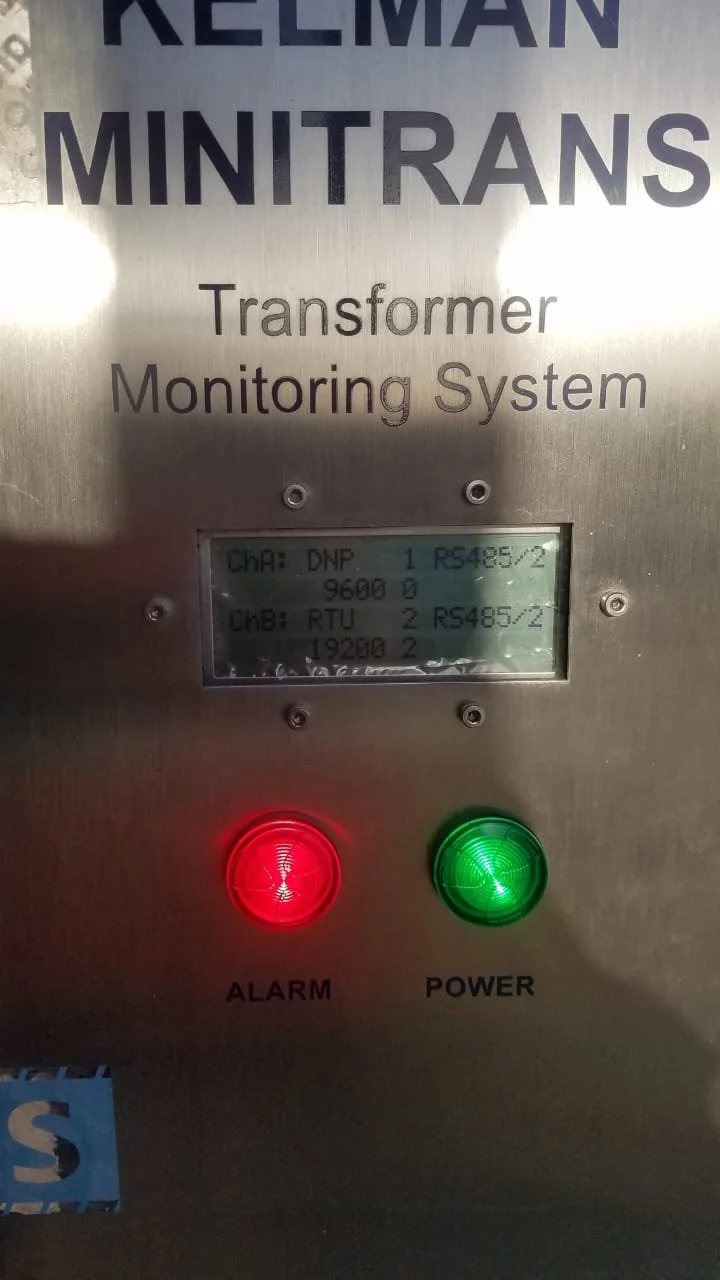 KELMAN
MINITRANS
Transformer
Monitoring System
ChA: DNP 1 RS485/2
9600 0
ChB: RTU 2 RS485/2
19200 2
ALARM
POWER
S